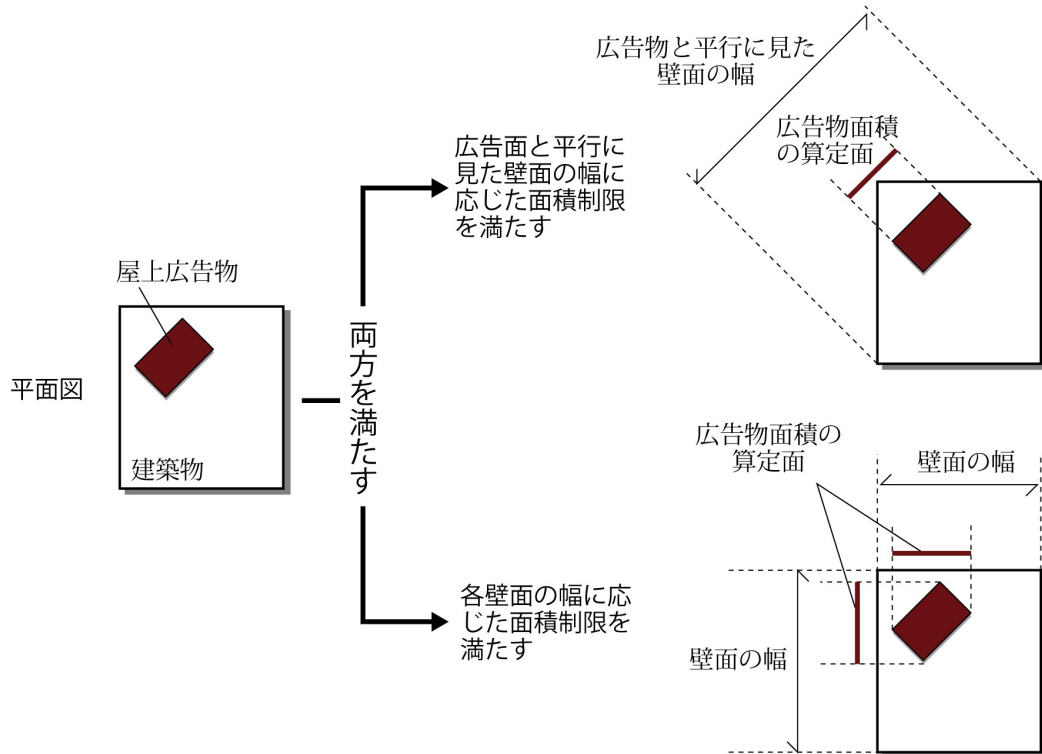 平面図
屋上広告物
建築物
両方を満たす
広告面と平行に
見た壁面の幅に
応じた面積制限
を満たす
各壁面の幅に応
じた面積制限を
満たす
広告物と平行に見た
壁面の幅
広告物面積
の算定面
広告物面積の
算定面
壁面の幅
壁面の幅